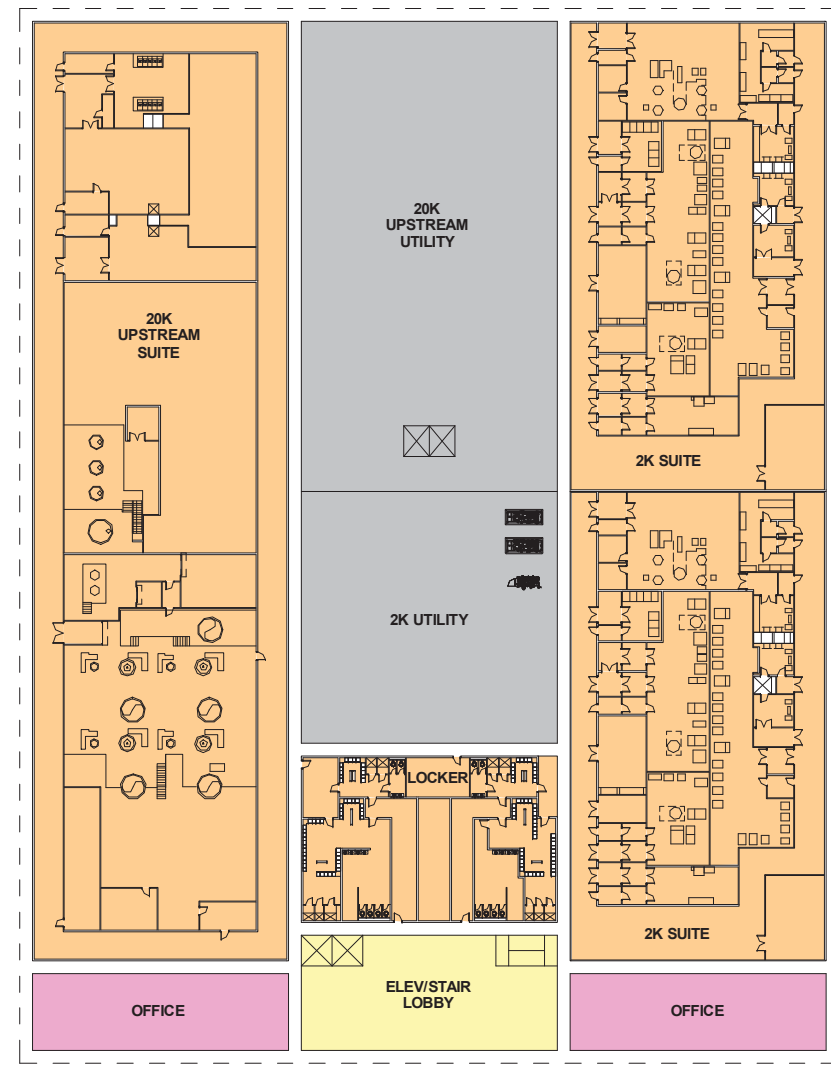 20K
UPSTREAM
UTILITY
20K
UPSTREAM
SUITE
2K SUITE
2K UTILITY
LOCKER
2K SUITE
ELEV/STAIR
LOBBY
OFFICE
OFFICE